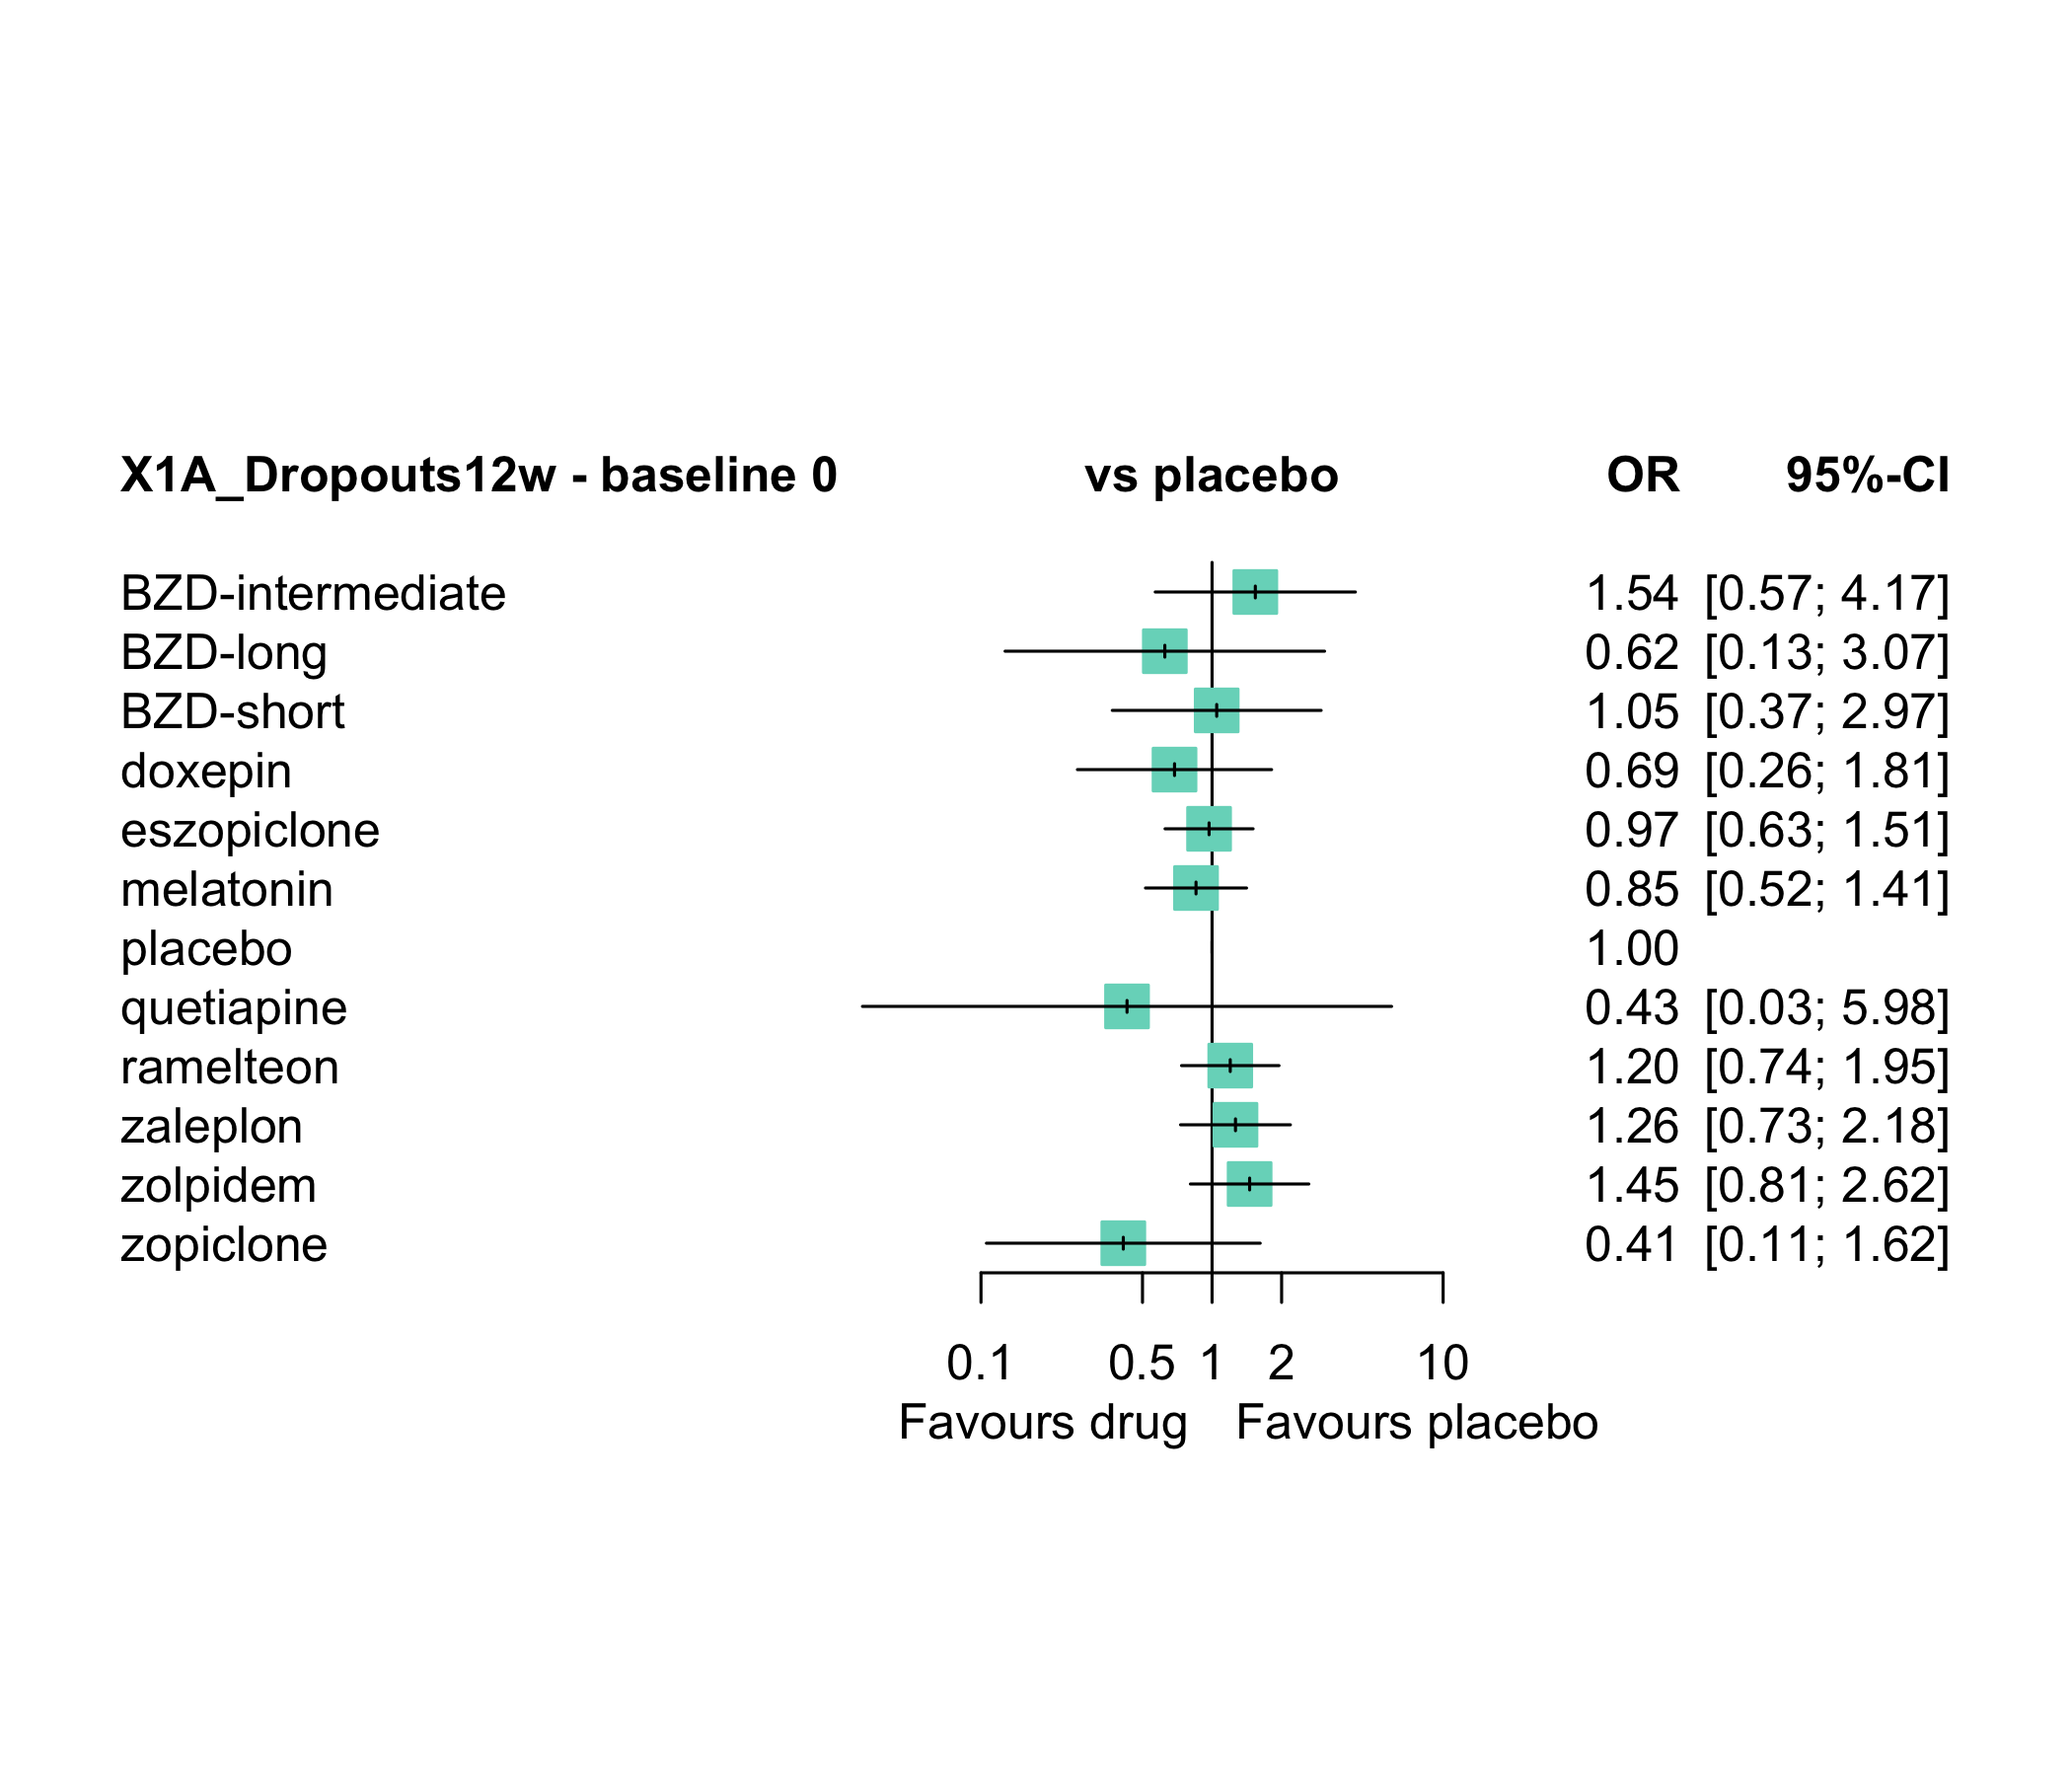 X1A_Dropouts12w - baseline 0 vs placebo OR 95%-CI
BZD-intermediate 1.54 [0.57; 4.17]
BZD-long 0.62 [0.13; 3.07]
BZD-short 1.05 [0.37; 2.97]
doxepin 0.69 [0.26; 1.81]
eszopiclone 0.97 [0.63; 1.51]
melatonin 0.85 [0.52; 1.41]
placebo 1.00
quetiapine 0.43 [0.03; 5.98]
ramelteon 1.20 [0.74; 1.95]
zaleplon 1.26 [0.73; 2.18]
zolpidem 1.45 [0.81; 2.62]
zopiclone 0.41 [0.11; 1.62]
0.1 0.5 1 2 10
Favours drug Favours placebo